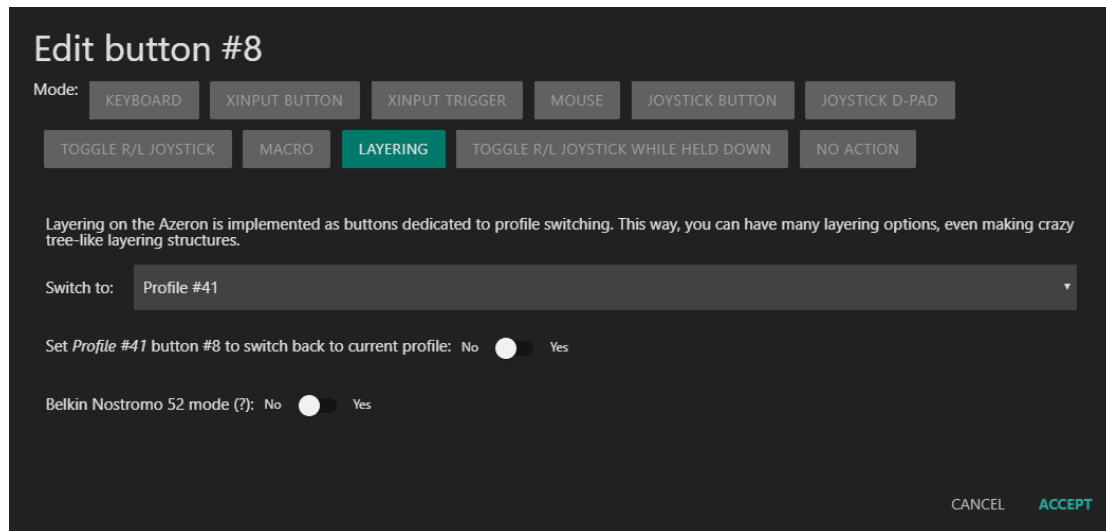 Edit button #8
Mode: KEYBOARD XINPUT BUTTON XINPUT TRIGGER MOUSE JOYSTICK BUTTON JOYSTICK D-PAD
TOGGLE R/L JOYSTICK MACRO LAYERING TOGGLE R/L JOYSTICK WHILE HELD DOWN NO ACTION
Layering on the Azeron is implemented as buttons dedicated to profile switching. This way, you can have many layering options, even making crazy
tree-like layering structures.
Switch to: Profile #41
Set Profile #41 button #8 to switch back to current profile: No Yes
Belkin Nostromo 52 mode (?): No Yes
CANCEL ACCEPT